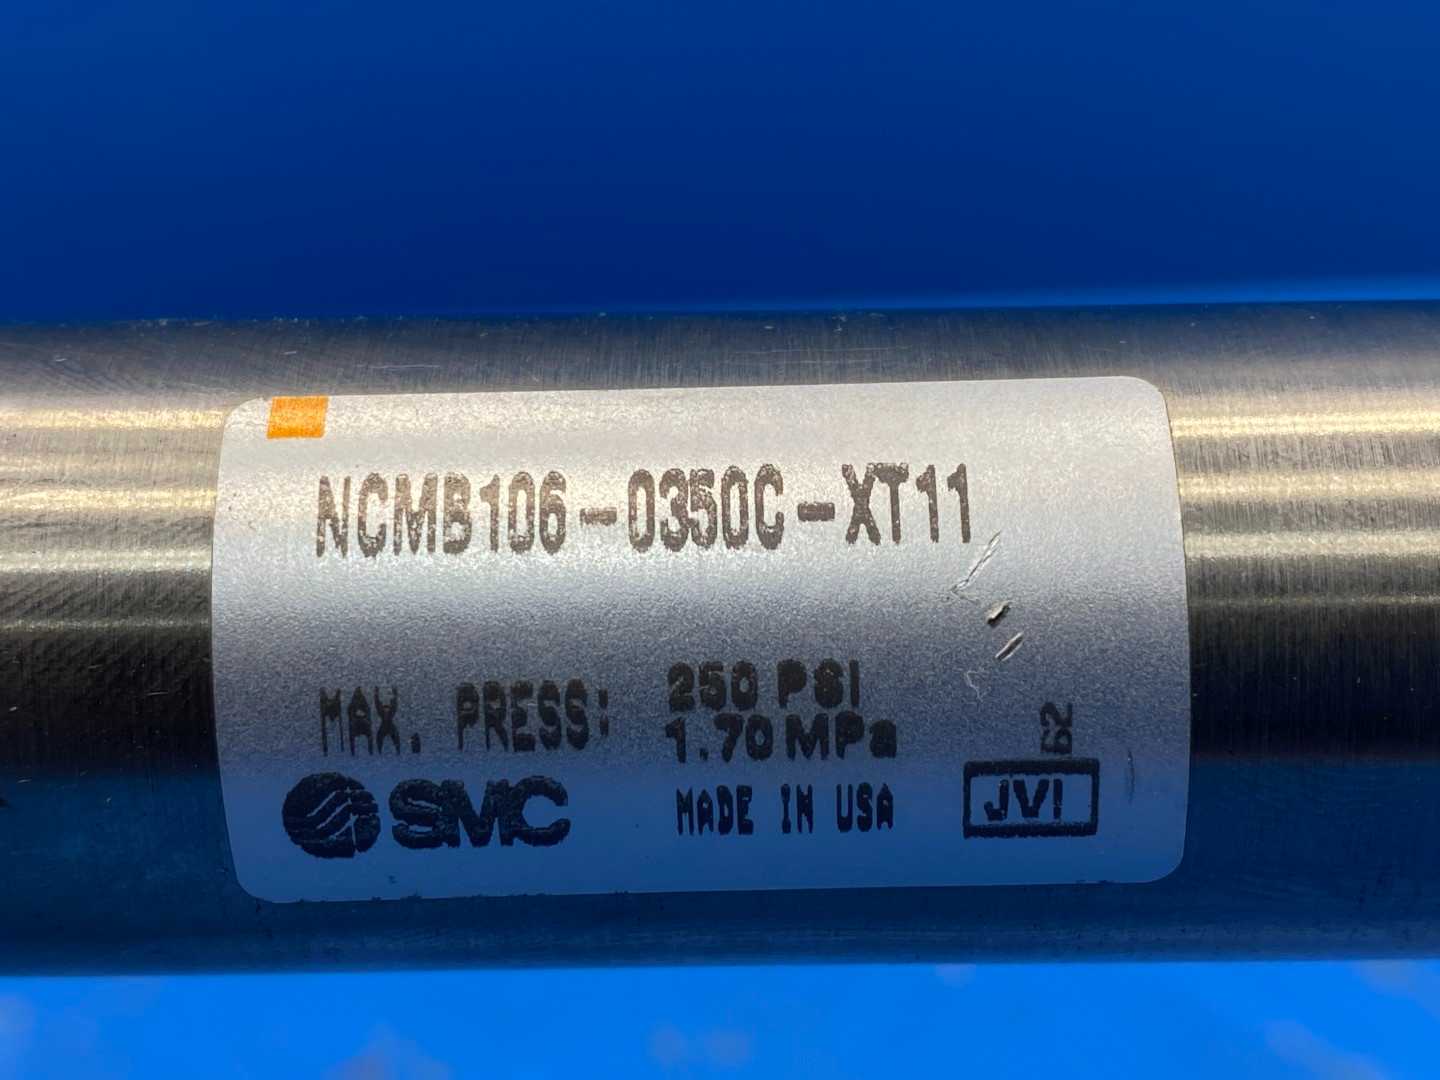 NCMB106-0350C-XT11
MAX. PRESS: 250 PSI
1.70 MPa
62
SMC MADE IN USA JVI